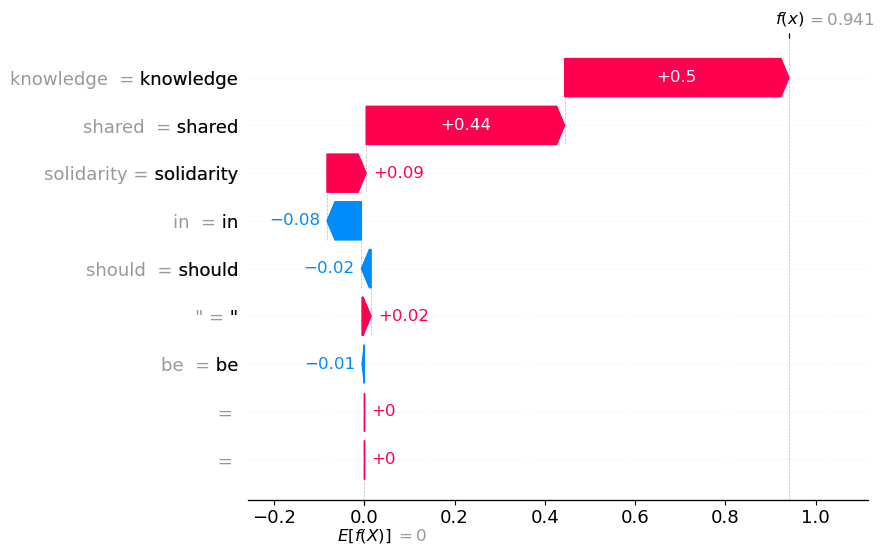 f(x) = 0.941
knowledge = knowledge +0.5
shared = shared +0.44
solidarity = solidarity +0.09
in = in −0.08
should = should −0.02
" = " +0.02
be = be −0.01
= +0
= +0
−0.2 0.0 0.2 0.4 0.6 0.8 1.0
E[f(X)] = 0